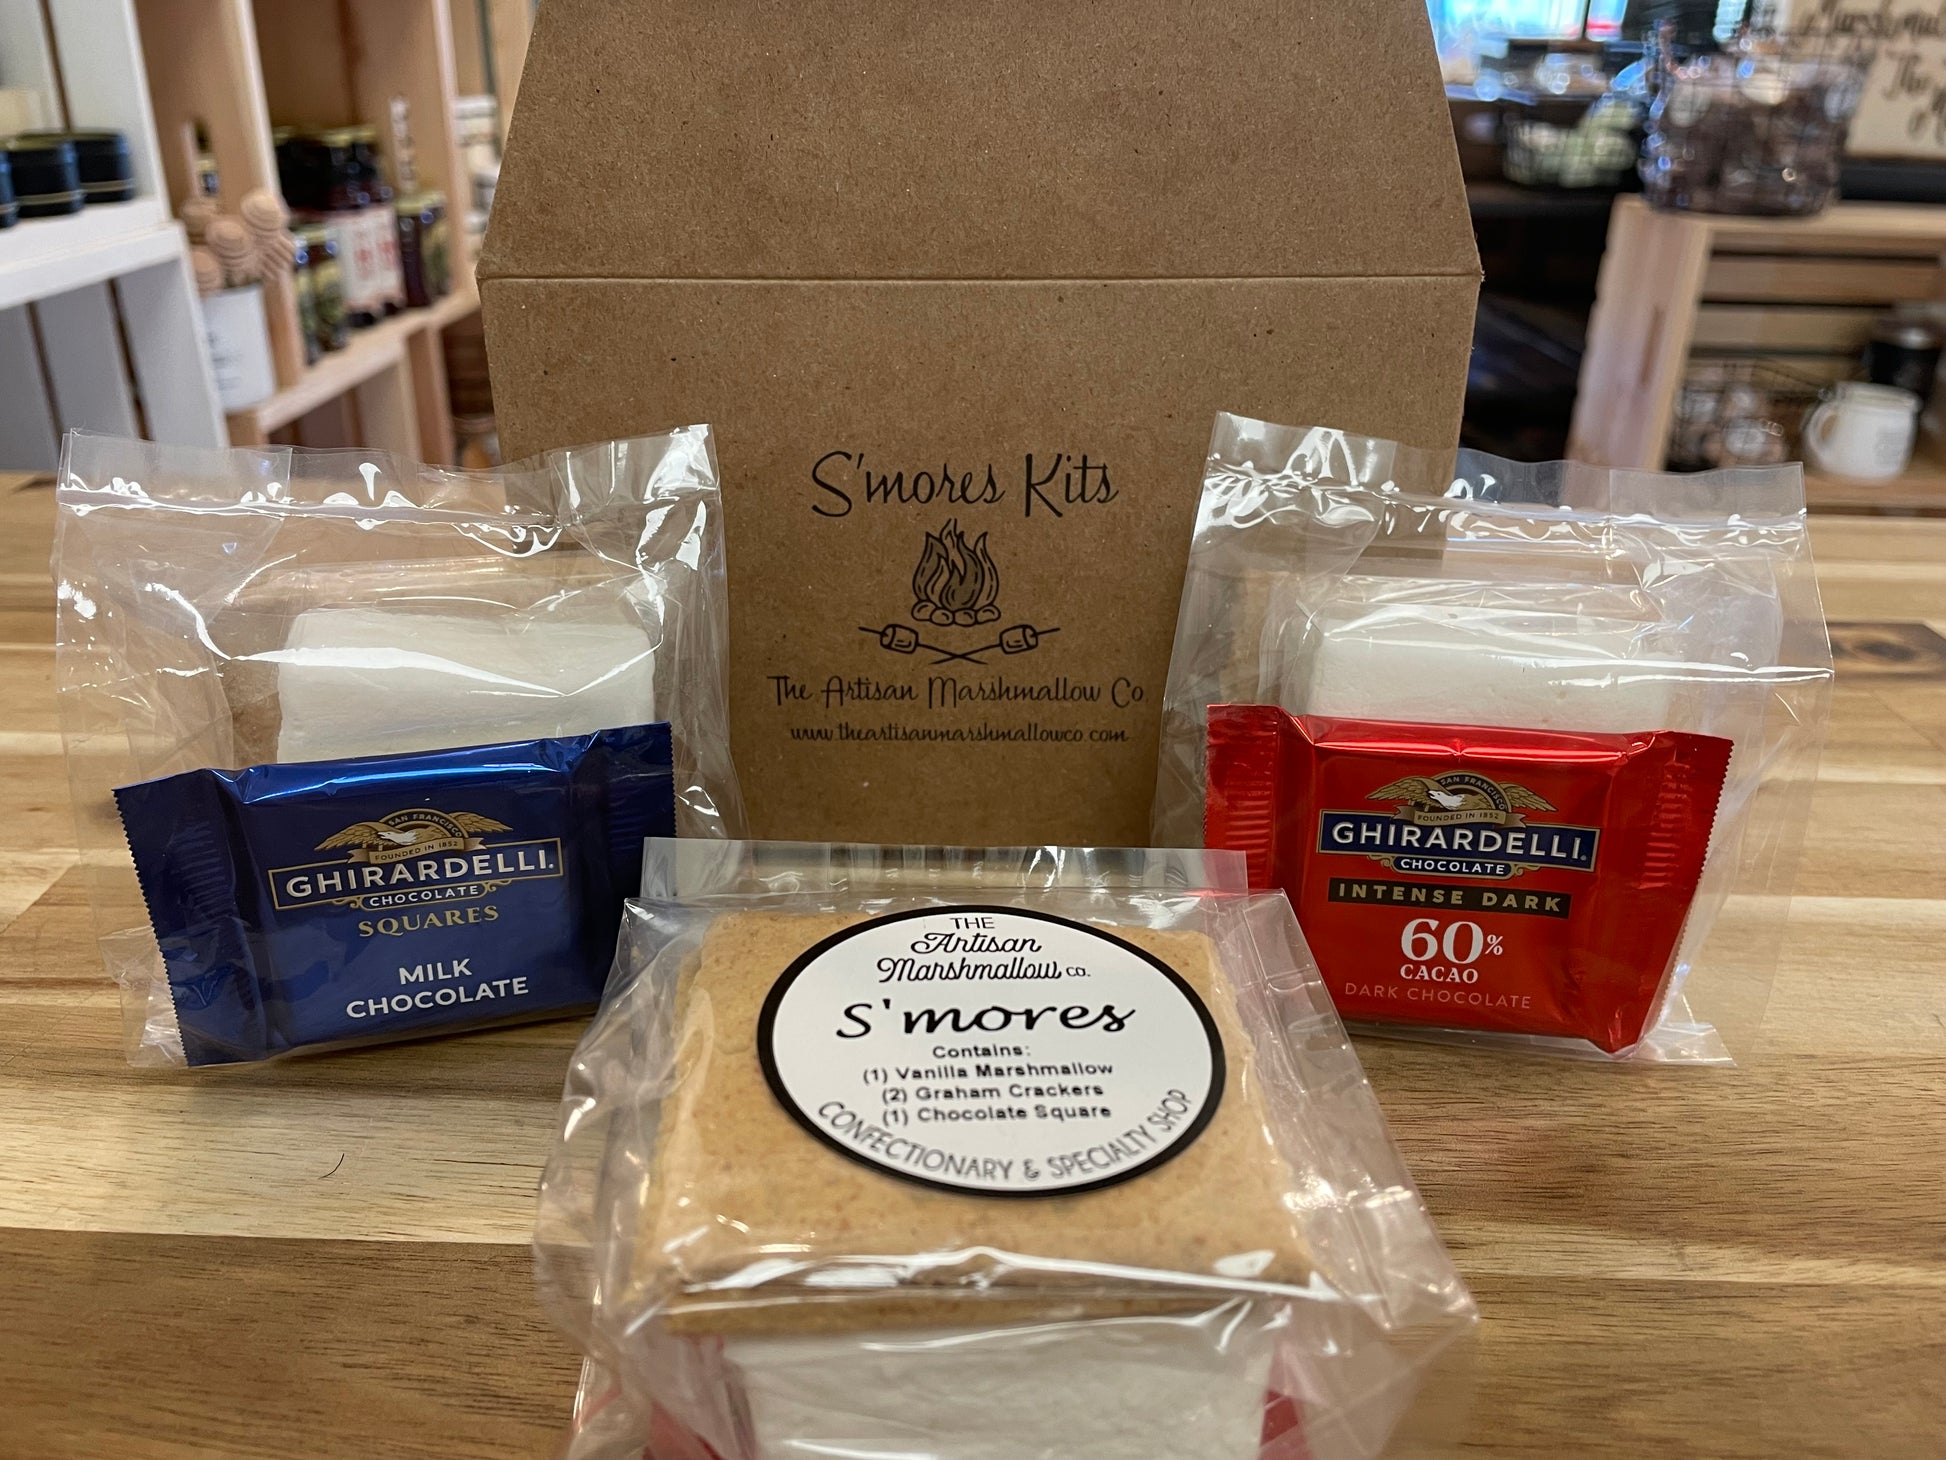 S'mores Kits
The Artisan Marshmallow Co
www.theartisanmarshmallowco.com
SAN FRANCISCO
FOUNDED IN 1852
GHIRARDELLI®
CHOCOLATE
SQUARES
MILK
CHOCOLATE
SAN FRANCISCO
FOUNDED IN 1852
GHIRARDELLI®
CHOCOLATE
INTENSE DARK
60%
CACAO
DARK CHOCOLATE
THE
Artisan
Marshmallow CO.
S'mores
Contains:
(1) Vanilla Marshmallow
(2) Graham Crackers
(1) Chocolate Square
CONFECTIONARY & SPECIALTY SHOP